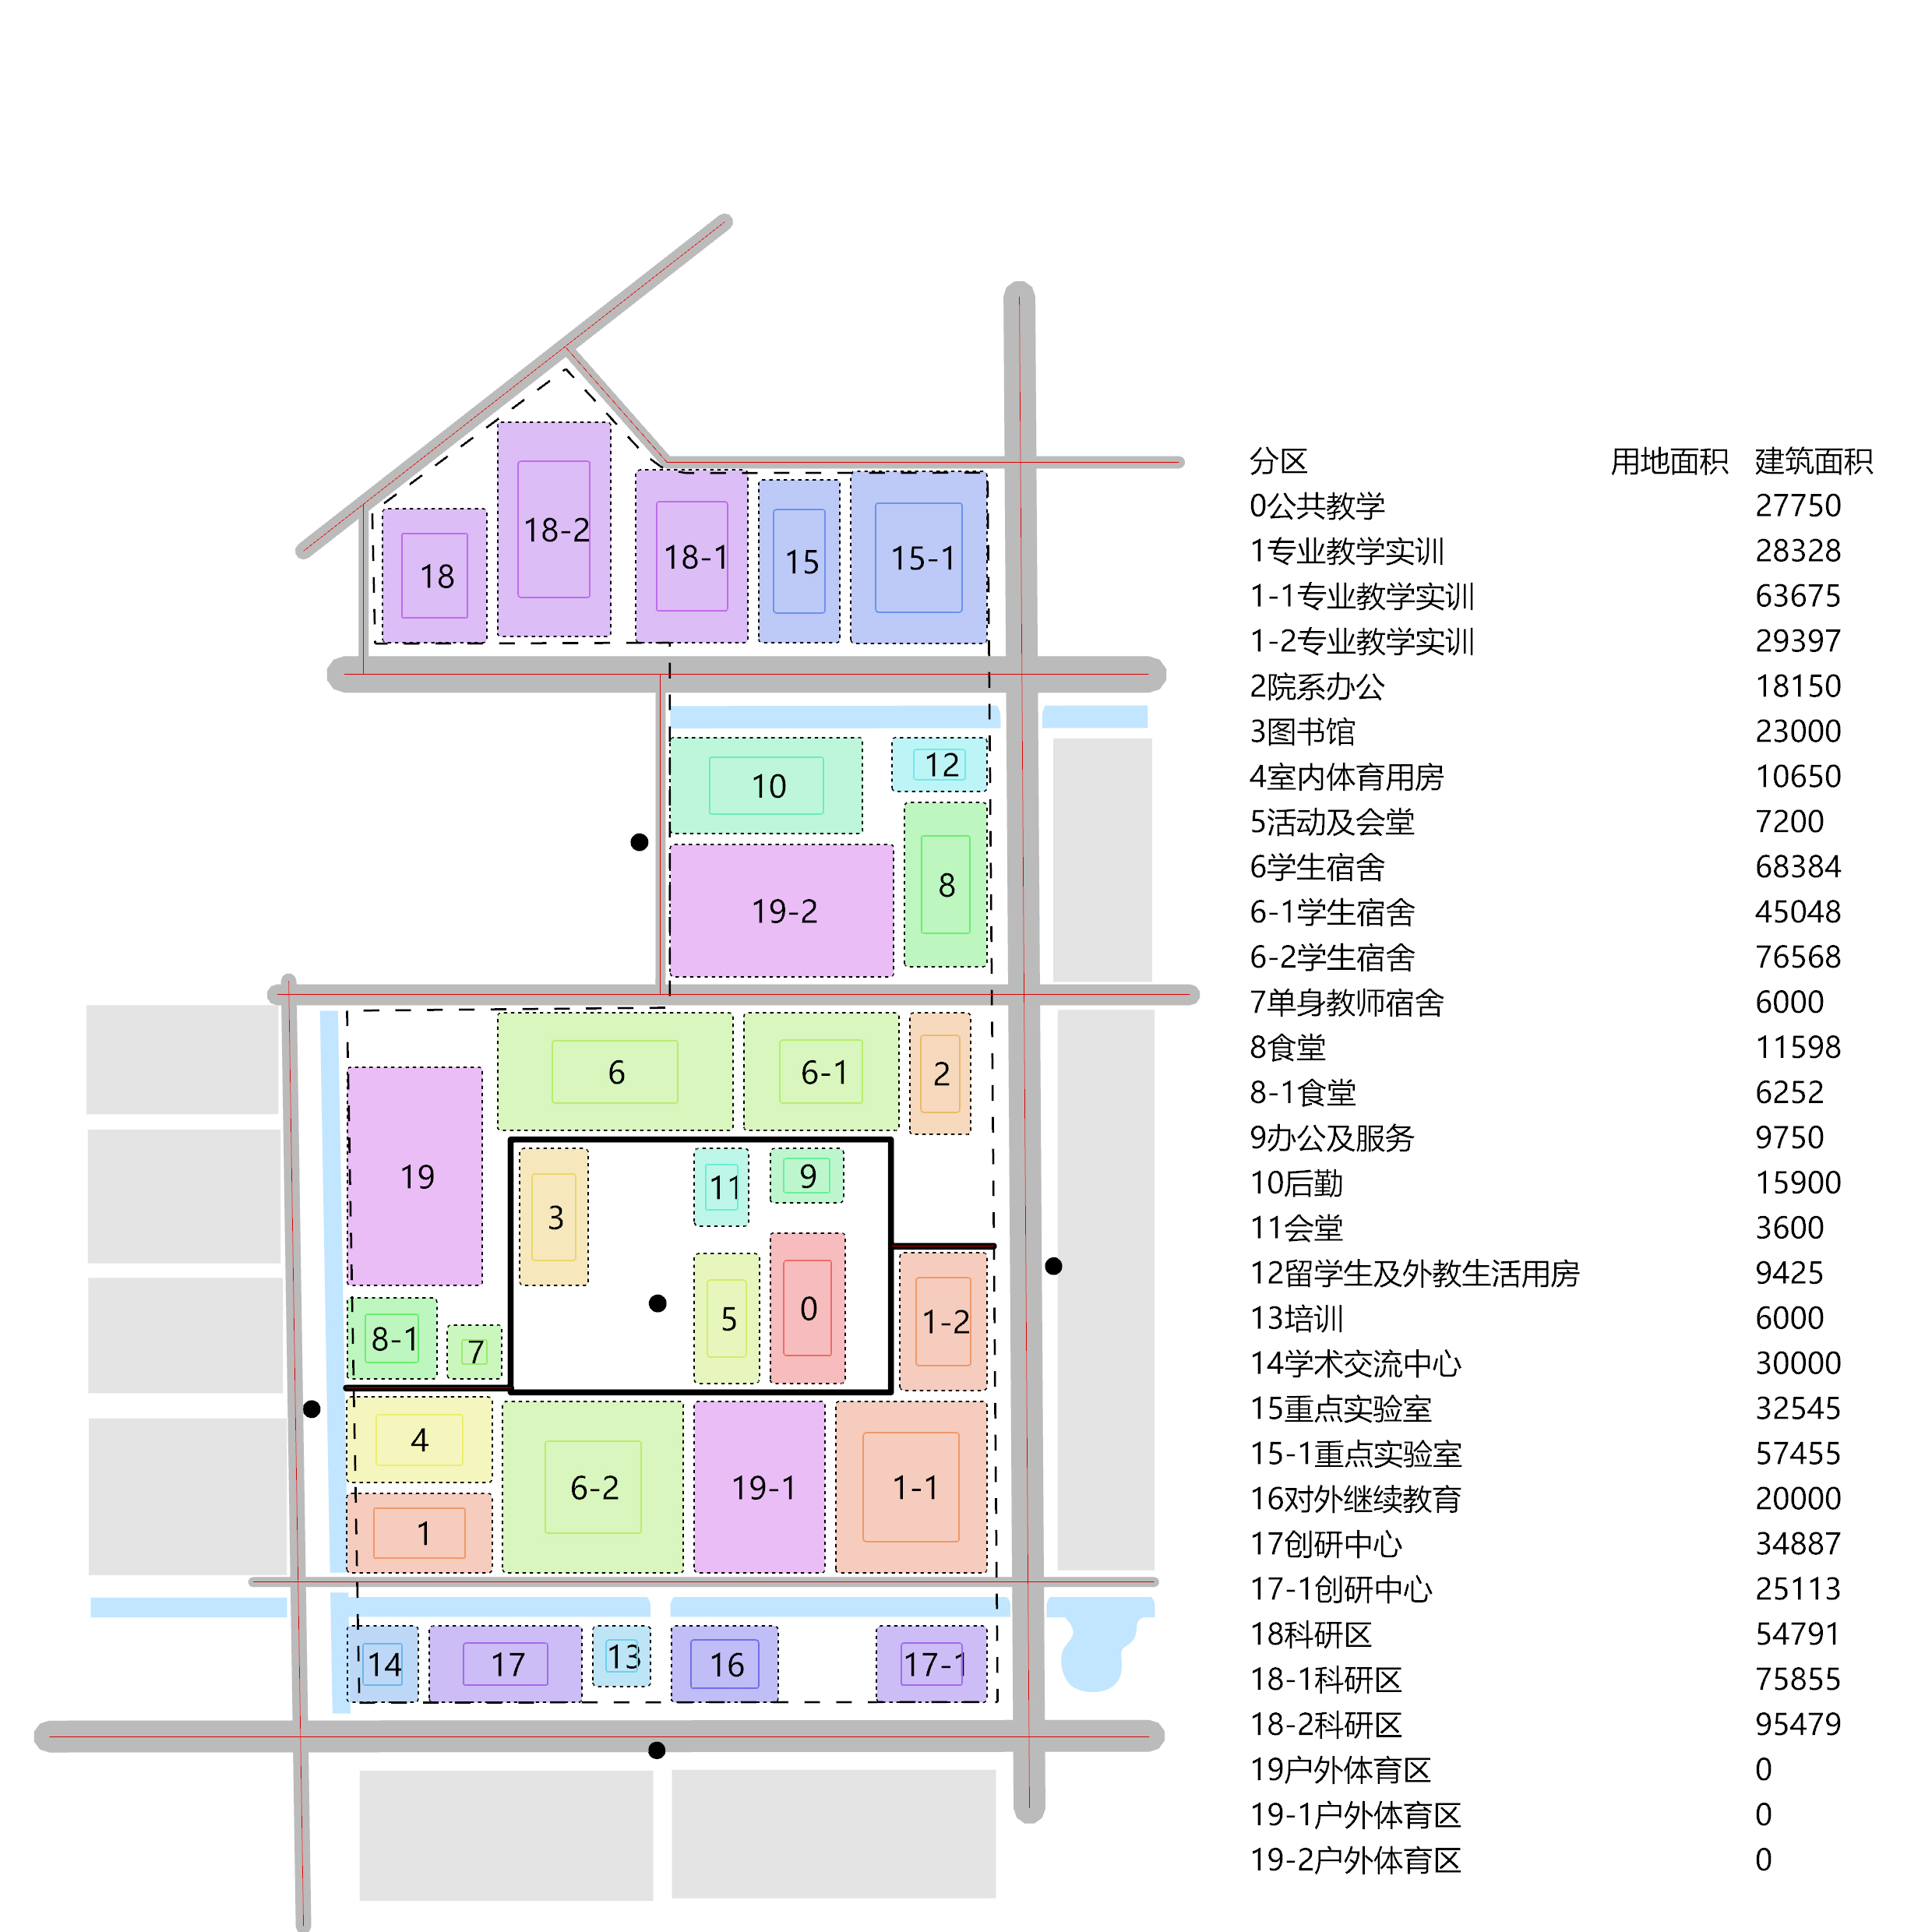 18-2
18-1
15
15-1
18
10
12
8
19-2
6
6-1
2
19
3
11
9
5
0
1-2
8-1
7
4
6-2
19-1
1-1
1
14
17
13
16
17-1
分区 用地面积 建筑面积
0公共教学 27750
1专业教学实训 28328
1-1专业教学实训 63675
1-2专业教学实训 29397
2院系办公 18150
3图书馆 23000
4室内体育用房 10650
5活动及会堂 7200
6学生宿舍 68384
6-1学生宿舍 45048
6-2学生宿舍 76568
7单身教师宿舍 6000
8食堂 11598
8-1食堂 6252
9办公及服务 9750
10后勤 15900
11会堂 3600
12留学生及外教生活用房 9425
13培训 6000
14学术交流中心 30000
15重点实验室 32545
15-1重点实验室 57455
16对外继续教育 20000
17创研中心 34887
17-1创研中心 25113
18科研区 54791
18-1科研区 75855
18-2科研区 95479
19户外体育区 0
19-1户外体育区 0
19-2户外体育区 0